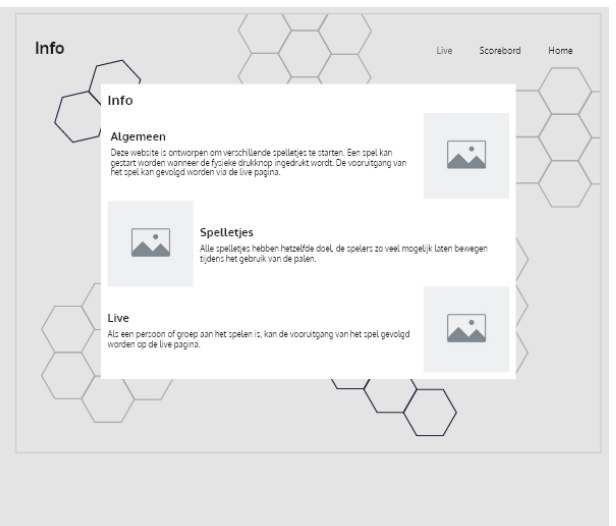 Info
Live Scorebord Home
Info
Algemeen
Deze website is ontworpen om verschillende spelletjes te starten. Een spel kan
gestart worden wanneer de fysieke drukknop ingedrukt wordt. De vooruitgang van
het spel kan gevolgd worden via de live pagina.
Spelletjes
Alle spelletjes hebben hetzelfde doel, de spelers zo veel mogelijk laten bewegen
tijdens het gebruik van de palen.
Live
Als een persoon of groep aan het spelen is, kan de vooruitgang van het spel gevolgd
worden op de live pagina.